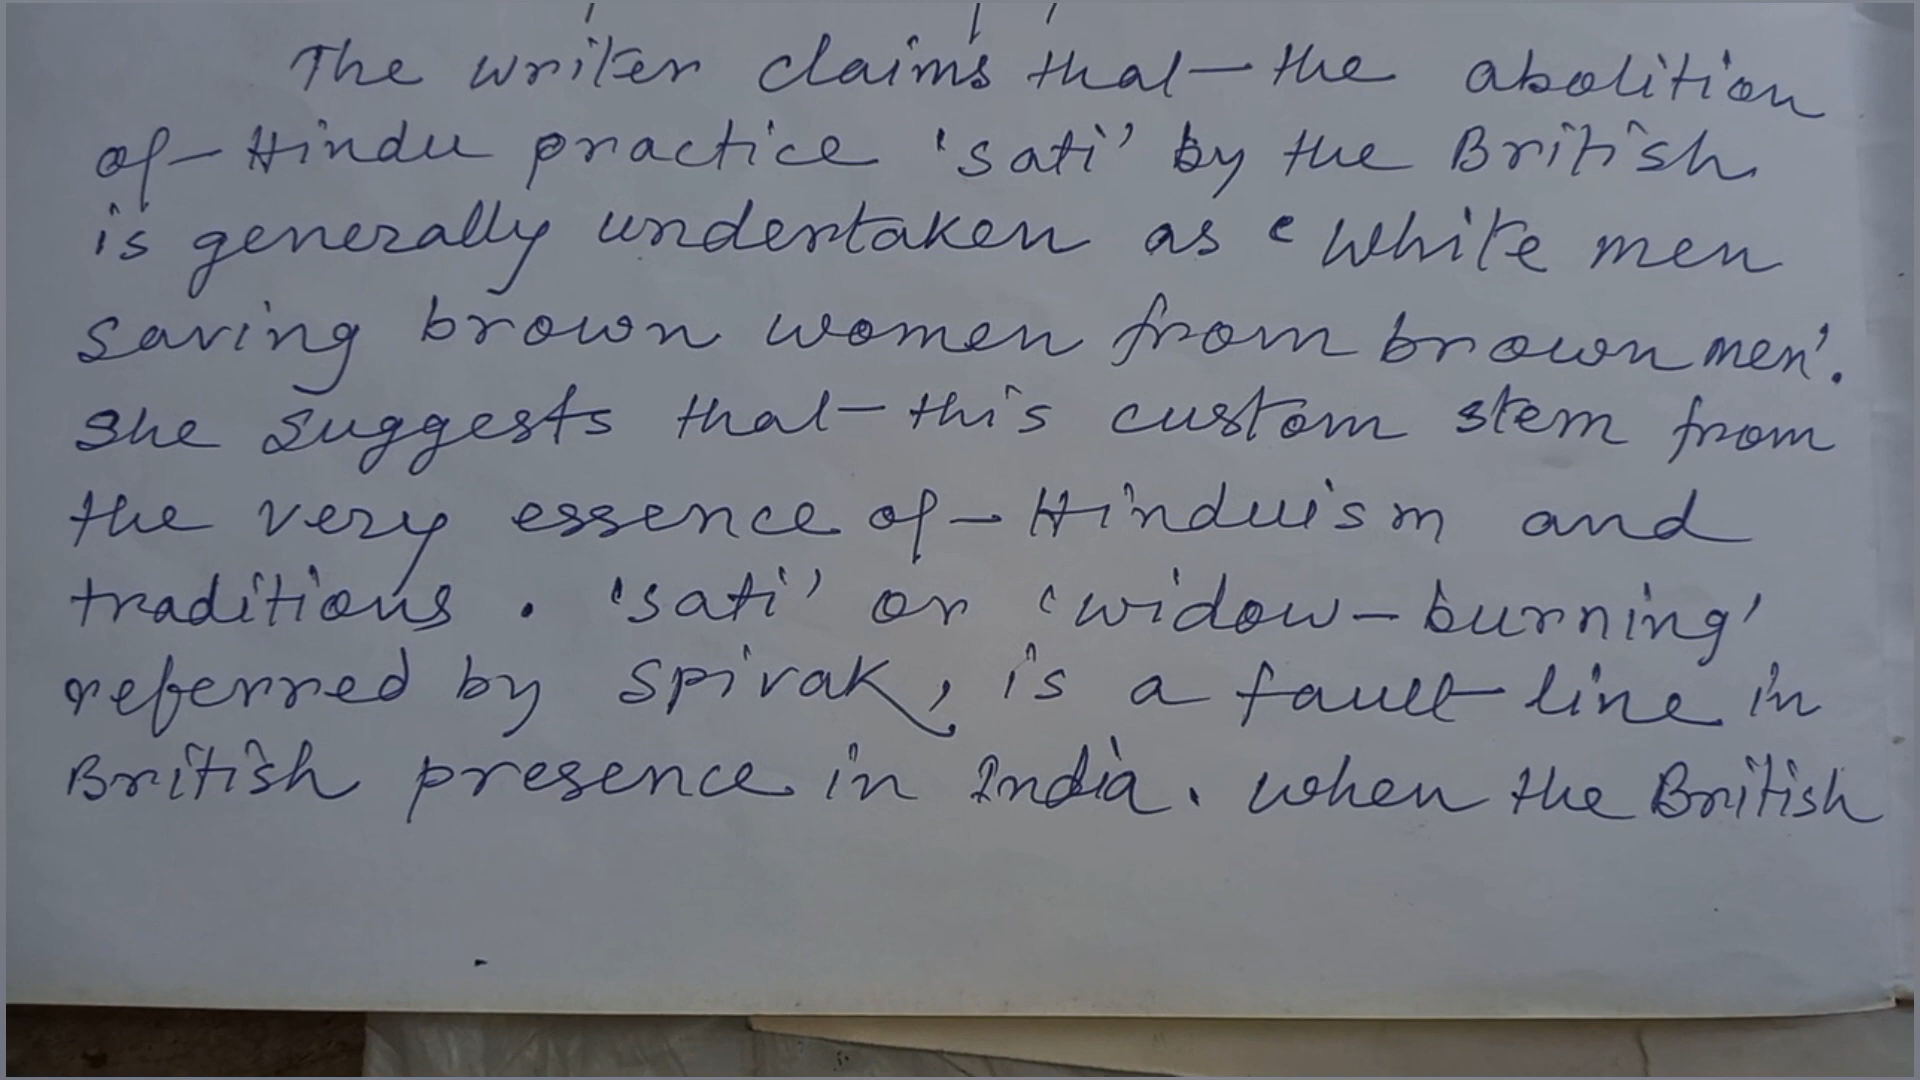 The writer claims that the abolition
of Hindu practice 'sati' by the British
is generally undertaken as 'White men
saving brown women from brown men'.
She suggests that this custom stem from
the very essence of Hinduism and
traditions. 'sati' or 'widow-burning'
referred by Spivak, is a fault line in
British presence in India. When the British